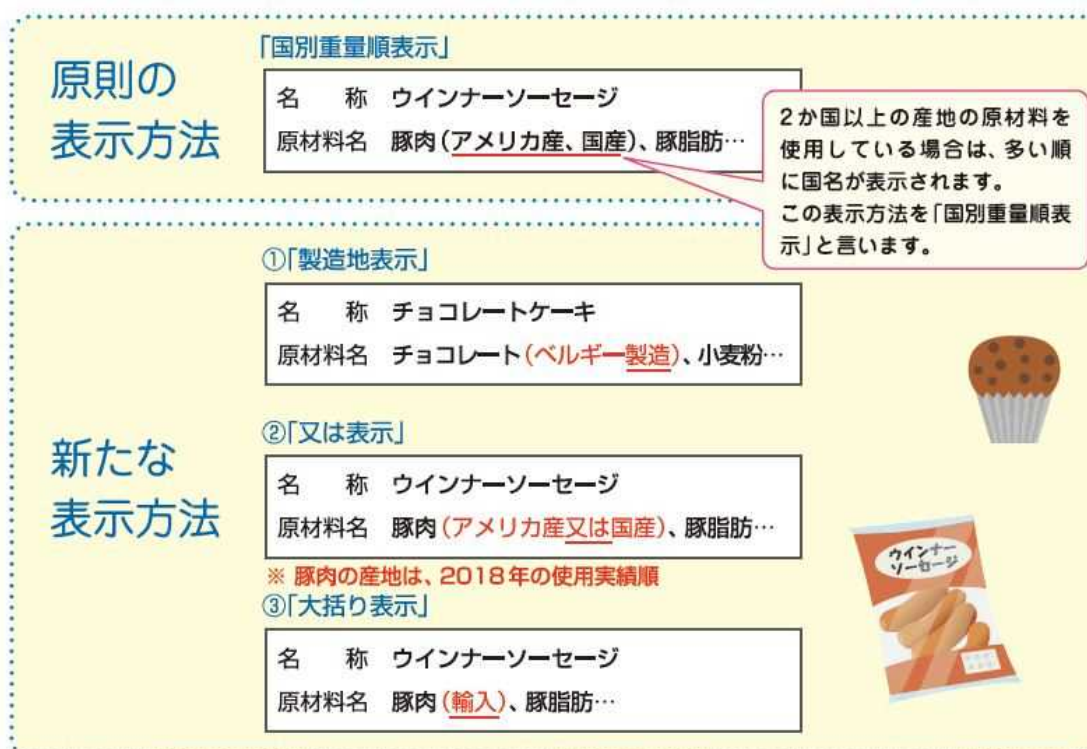 原則の
表示方法
「国別重量順表示」
名　　称　ウインナーソーセージ
原材料名　豚肉(アメリカ産、国産)、豚脂肪…
2か国以上の産地の原材料を
使用している場合は、多い順
に国名が表示されます。
この表示方法を「国別重量順表
示」と言います。
新たな
表示方法
①「製造地表示」
名　　称　チョコレートケーキ
原材料名　チョコレート(ベルギー製造)、小麦粉…
②「又は表示」
名　　称　ウインナーソーセージ
原材料名　豚肉(アメリカ産又は国産)、豚脂肪…
※ 豚肉の産地は、2018年の使用実績順
③「大括り表示」
名　　称　ウインナーソーセージ
原材料名　豚肉(輸入)、豚脂肪…
ウインナー
ソーセージ